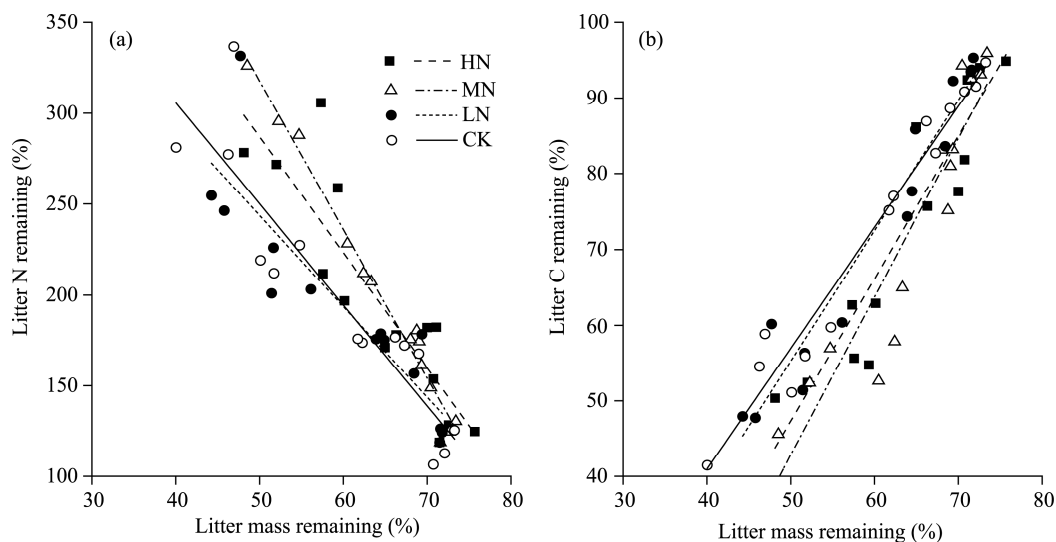 (a)
Litter N remaining (%)
350
300
250
200
150
100
HN
MN
LN
CK
30 40 50 60 70 80
Litter mass remaining (%)
(b)
Litter C remaining (%)
100
90
80
70
60
50
40
30 40 50 60 70 80
Litter mass remaining (%)